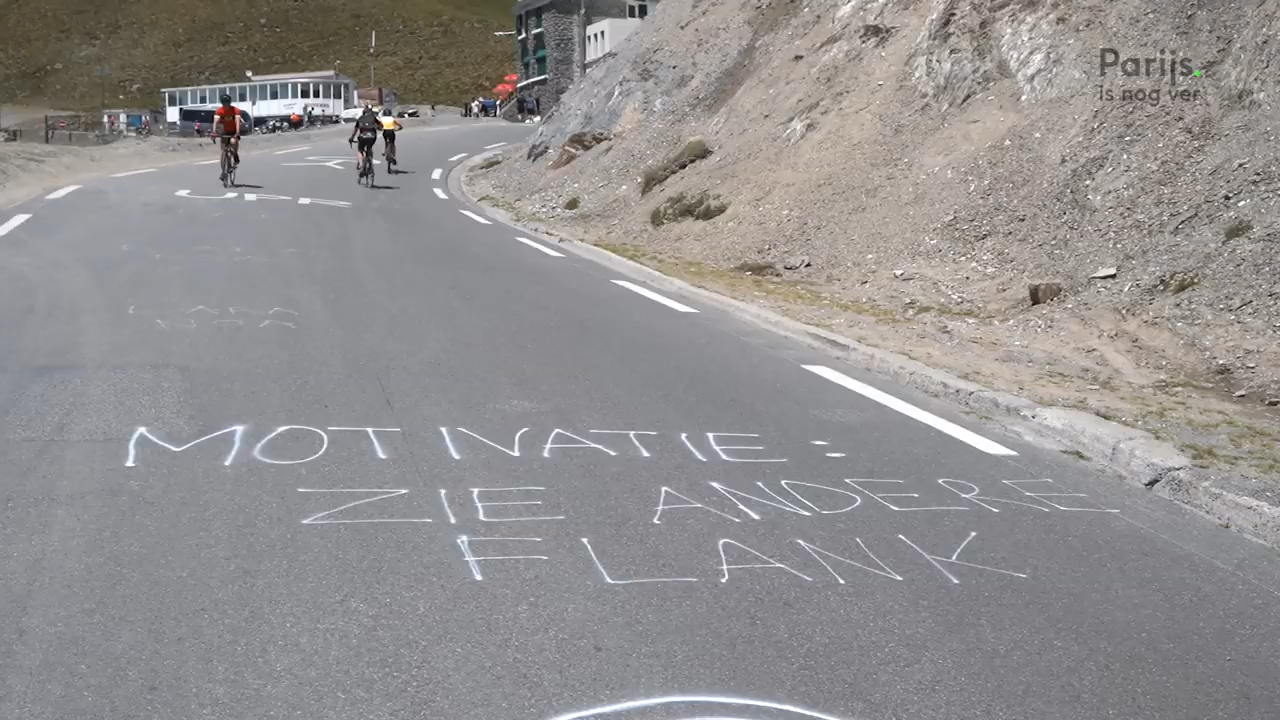 Parijs.
is nog ver
MOTIVATIE:
ZIE ANDERE
FLANK